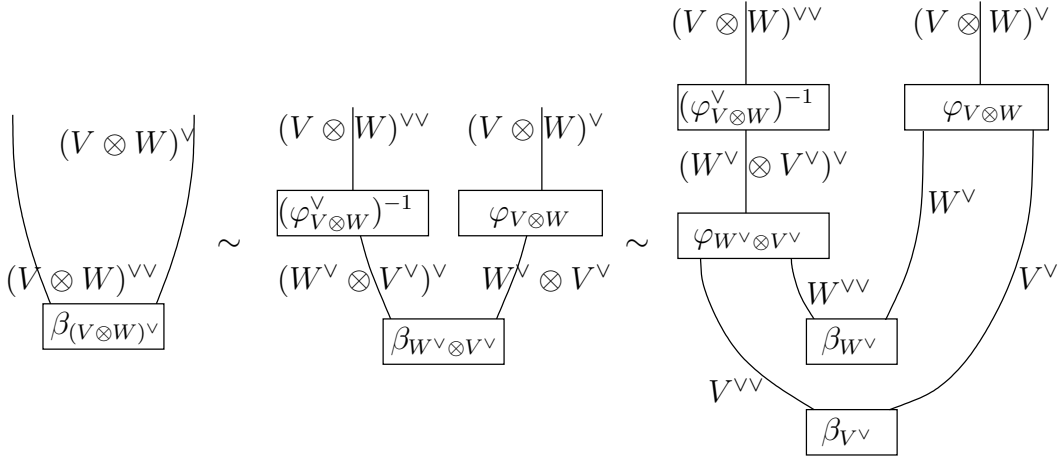 (V ⊗ W)^∨
(V ⊗ W)^{∨∨}
β_{(V⊗W)^∨}
∼
(V ⊗ W)^{∨∨} (V ⊗ W)^∨
(φ^∨_{V⊗W})^{-1} φ_{V⊗W}
(W^∨ ⊗ V^∨)^∨ W^∨ ⊗ V^∨
β_{W^∨⊗V^∨}
∼
(V ⊗ W)^{∨∨} (V ⊗ W)^∨
(φ^∨_{V⊗W})^{-1} φ_{V⊗W}
(W^∨ ⊗ V^∨)^∨
W^∨
φ_{W^∨⊗V^∨}
V^∨
W^{∨∨}
β_{W^∨}
V^{∨∨}
β_{V^∨}